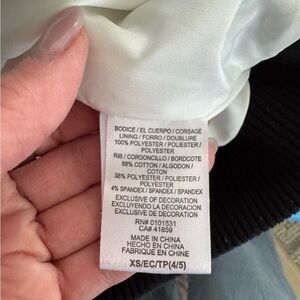 BODICE / EL CUERPO / CORSAGE
LINING / FORRO / DOUBLURE
100% POLYESTER / POLIESTER /
POLYESTER
RIB / CORDONCILLO / BORDCOTE
58% COTTON / ALGODON /
COTON
38% POLYESTER / POLIESTER /
POLYESTER
4% SPANDEX / SPANDEX / SPANDEX
EXCLUSIVE OF DECORATION
EXCLUYENDO LA DECORACION
EXCLUSIF DE DECORATION
RN# 0101531
CA# 41859
MADE IN CHINA
HECHO EN CHINA
FABRIQUE EN CHINE
XS/EC/TP(4/5)